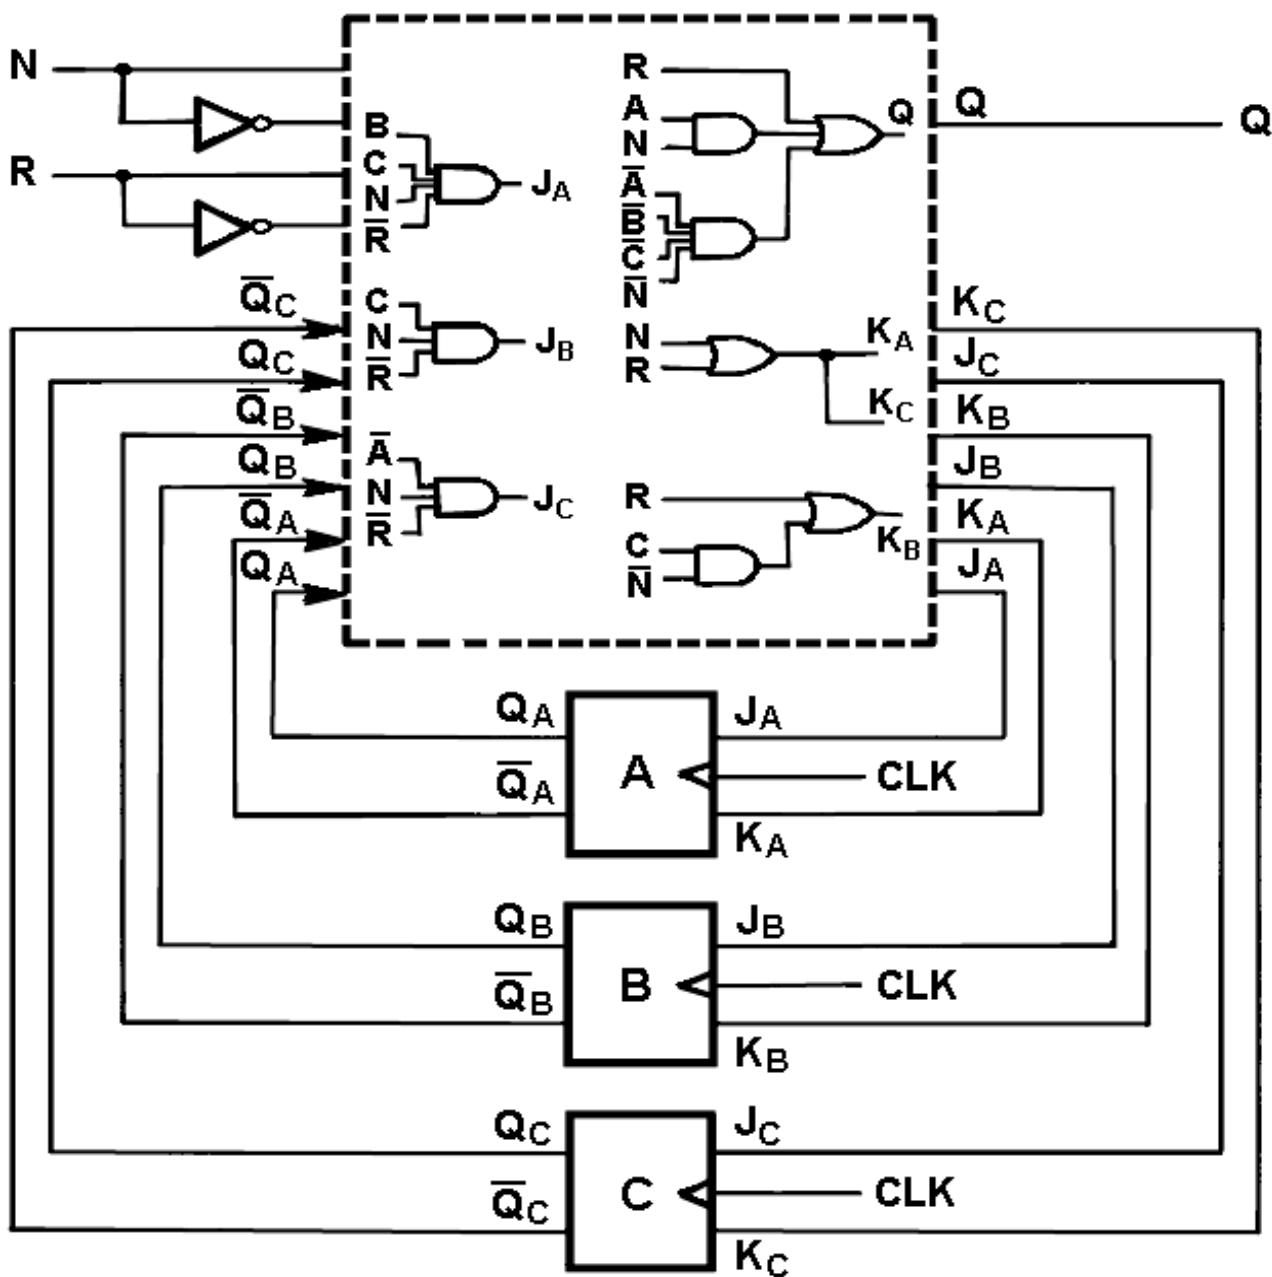 N
R
B
C
N
R̅
J_A
C
N
R̅
J_B
A̅
N
R̅
J_C
R
A
N
A̅
B̅
C̅
N̅
Q
N
R
K_A
K_C
R
C
N̅
K_B
Q
Q
Q̅_C
Q_C
Q̅_B
Q_B
Q̅_A
Q_A
K_C
J_C
K_B
J_B
K_A
J_A
Q_A
Q̅_A
A
J_A
CLK
K_A
Q_B
Q̅_B
B
J_B
CLK
K_B
Q_C
Q̅_C
C
J_C
CLK
K_C